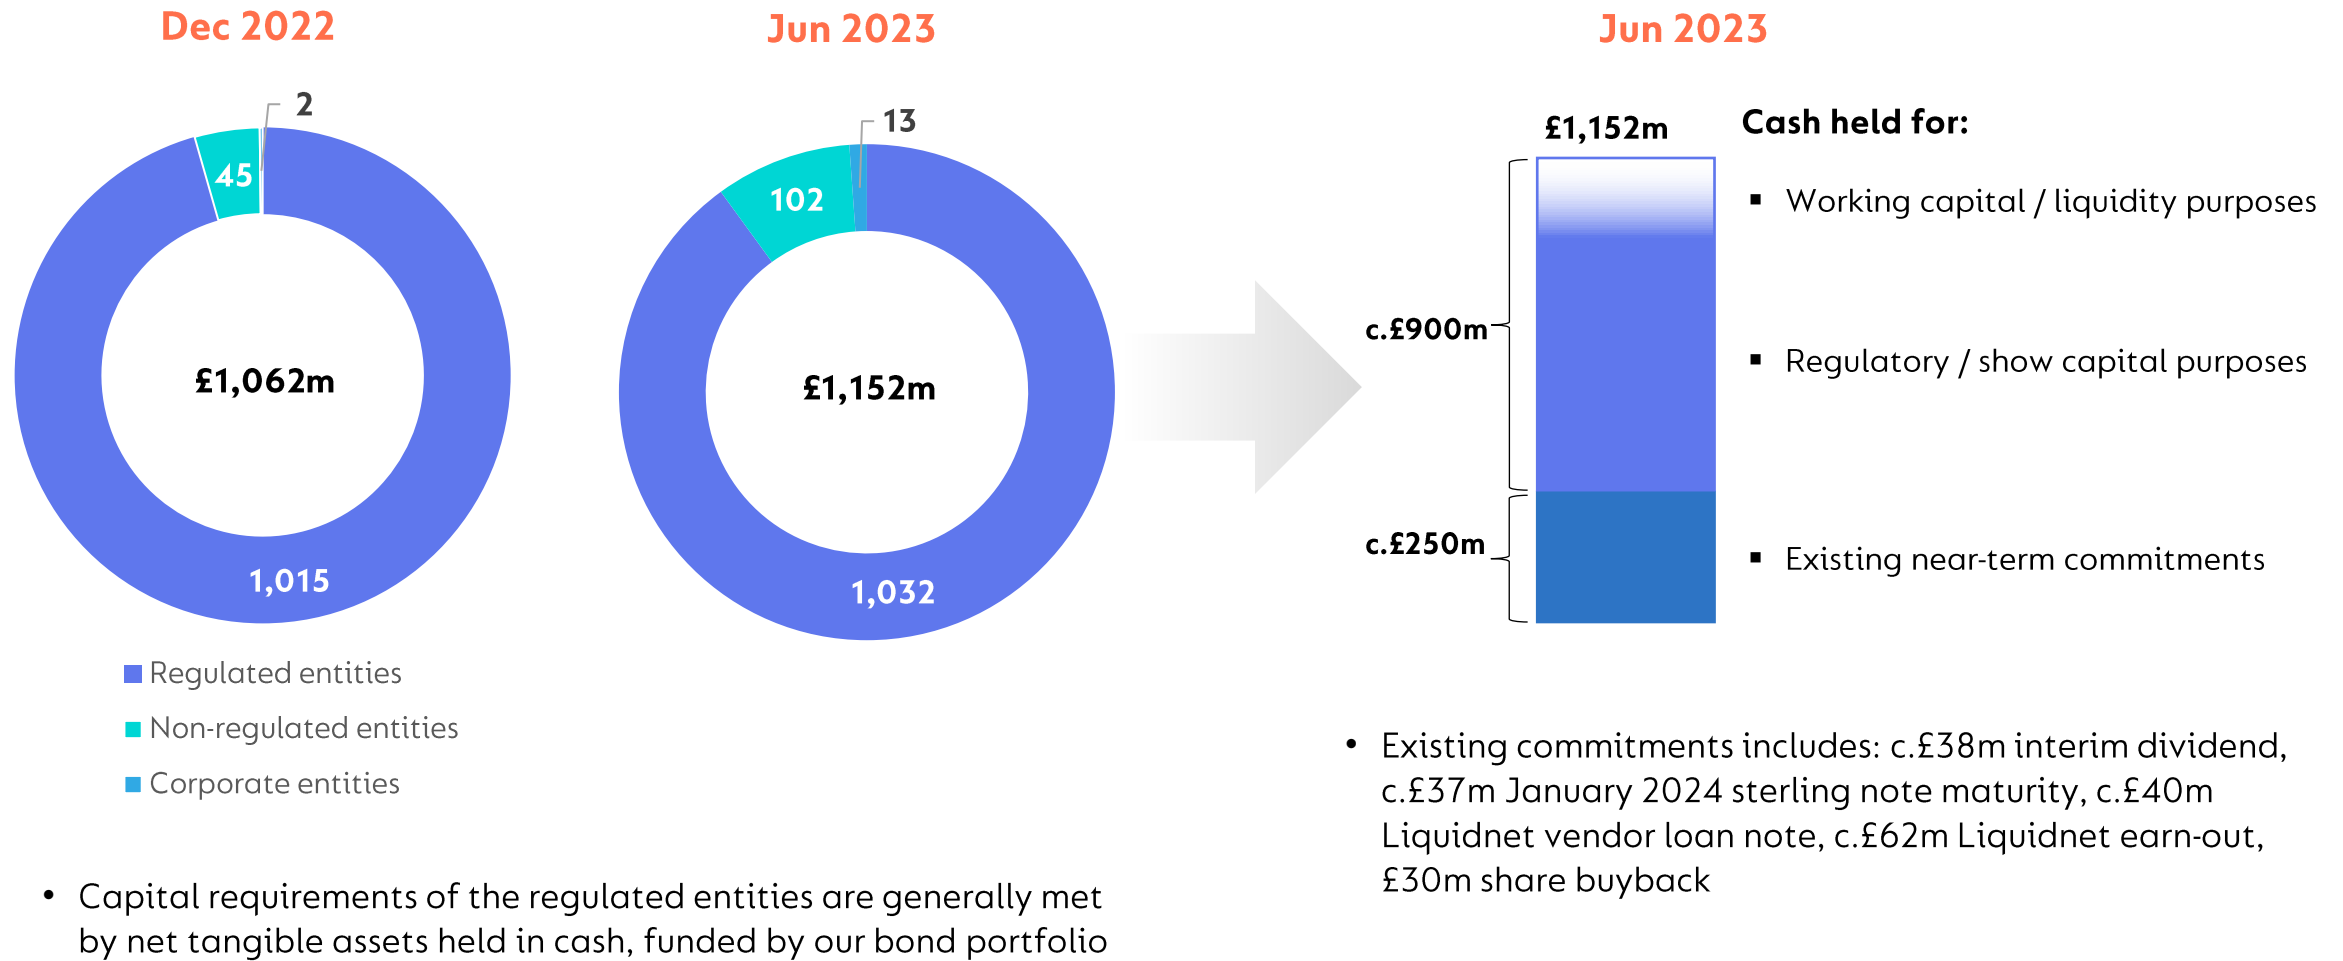 Dec 2022
2
45
£1,062m
1,015
Regulated entities
Non-regulated entities
Corporate entities
Jun 2023
13
102
£1,152m
1,032
• Capital requirements of the regulated entities are generally met
by net tangible assets held in cash, funded by our bond portfolio
Jun 2023
£1,152m
c.£900m
c.£250m
Cash held for:
▪ Working capital / liquidity purposes
▪ Regulatory / show capital purposes
▪ Existing near-term commitments
• Existing commitments includes: c.£38m interim dividend,
c.£37m January 2024 sterling note maturity, c.£40m
Liquidnet vendor loan note, c.£62m Liquidnet earn-out,
£30m share buyback